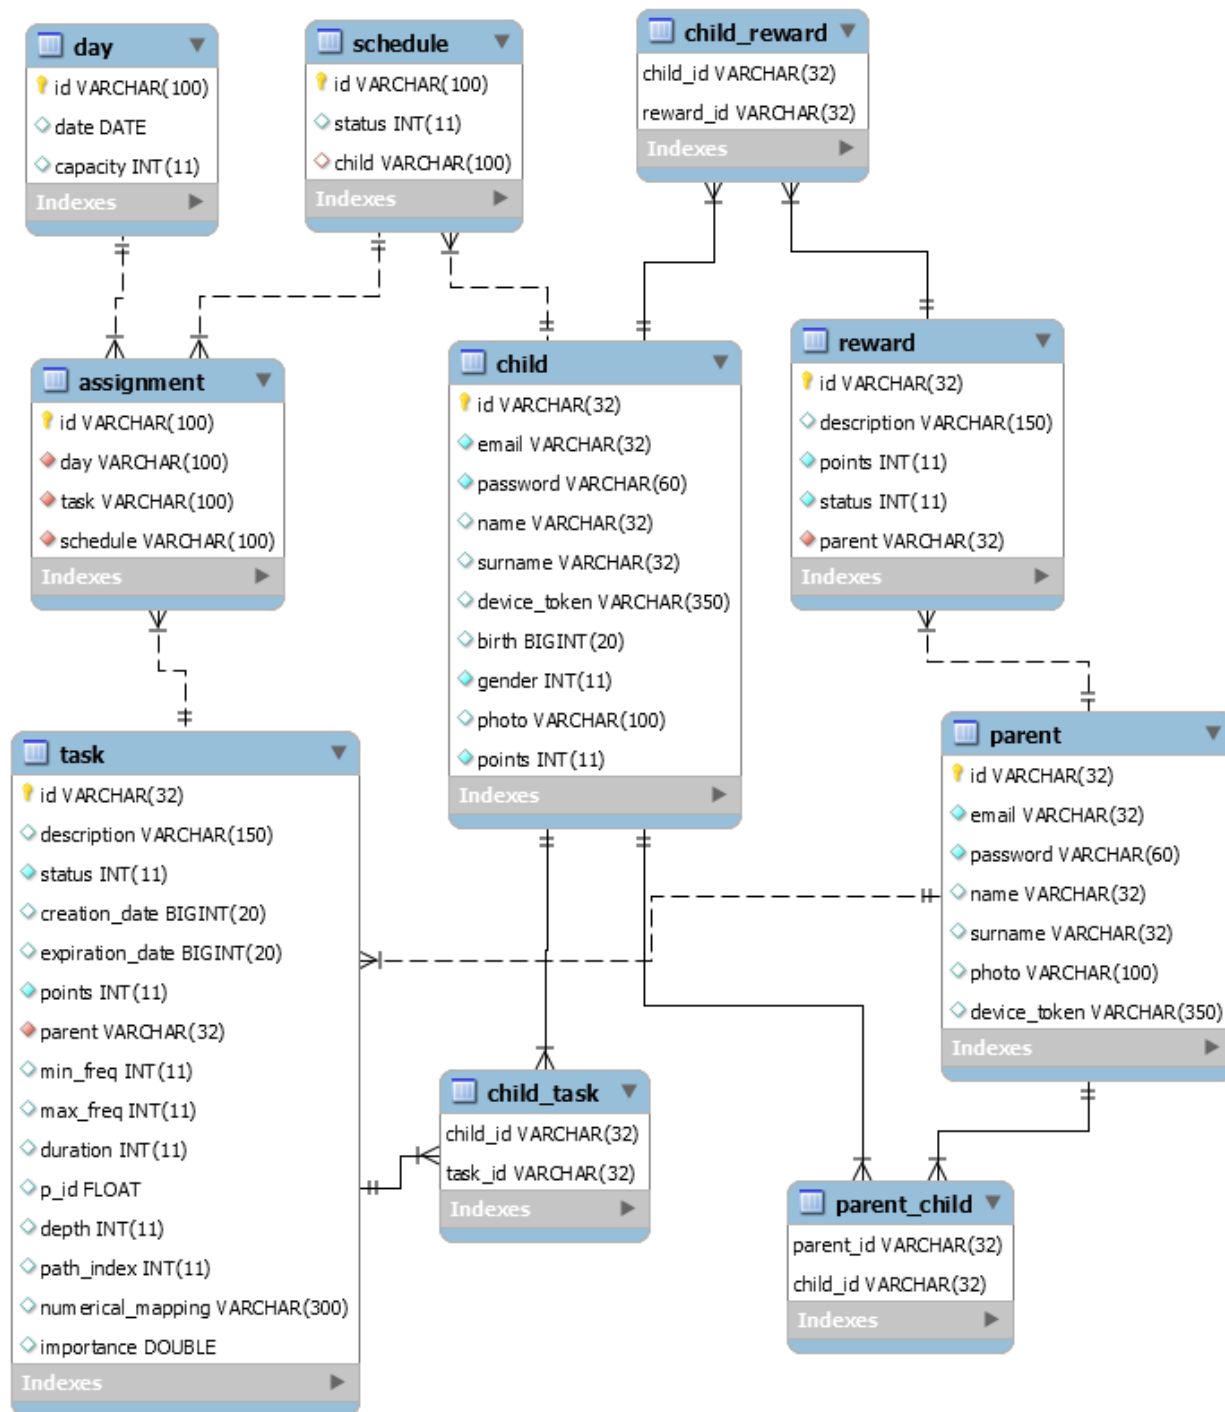 day
id VARCHAR(100)
date DATE
capacity INT(11)
Indexes
schedule
id VARCHAR(100)
status INT(11)
child VARCHAR(100)
Indexes
child_reward
child_id VARCHAR(32)
reward_id VARCHAR(32)
Indexes
assignment
id VARCHAR(100)
day VARCHAR(100)
task VARCHAR(100)
schedule VARCHAR(100)
Indexes
child
id VARCHAR(32)
email VARCHAR(32)
password VARCHAR(60)
name VARCHAR(32)
surname VARCHAR(32)
device_token VARCHAR(350)
birth BIGINT(20)
gender INT(11)
photo VARCHAR(100)
points INT(11)
Indexes
reward
id VARCHAR(32)
description VARCHAR(150)
points INT(11)
status INT(11)
parent VARCHAR(32)
Indexes
task
id VARCHAR(32)
description VARCHAR(150)
status INT(11)
creation_date BIGINT(20)
expiration_date BIGINT(20)
points INT(11)
parent VARCHAR(32)
min_freq INT(11)
max_freq INT(11)
duration INT(11)
p_id FLOAT
depth INT(11)
path_index INT(11)
numerical_mapping VARCHAR(300)
importance DOUBLE
Indexes
parent
id VARCHAR(32)
email VARCHAR(32)
password VARCHAR(60)
name VARCHAR(32)
surname VARCHAR(32)
photo VARCHAR(100)
device_token VARCHAR(350)
Indexes
child_task
child_id VARCHAR(32)
task_id VARCHAR(32)
Indexes
parent_child
parent_id VARCHAR(32)
child_id VARCHAR(32)
Indexes